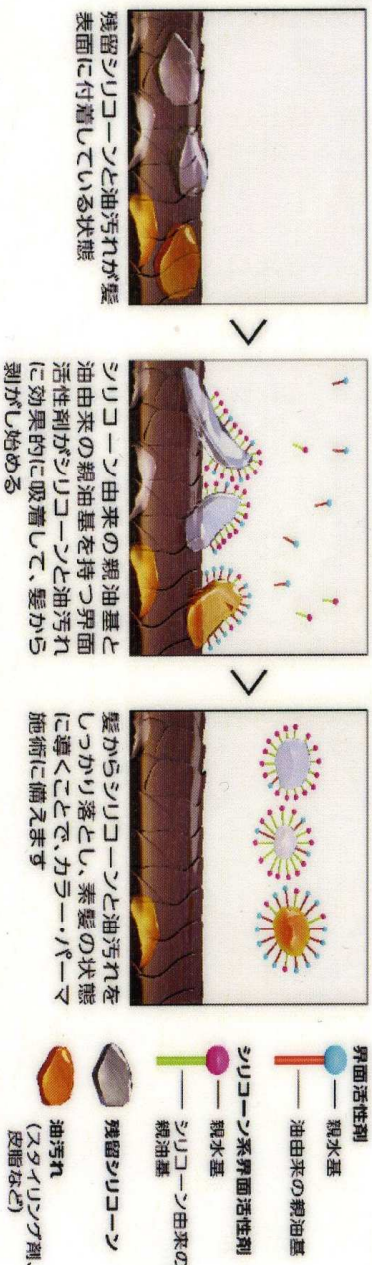 残留シリコーンと油汚れが髪
表面に付着している状態
シリコーン由来の親油基と
油由来の親油基を持つ界面
活性剤がシリコーンと油汚れ
に効果的に吸着して、髪から
剥がし始める
髪からシリコーンと油汚れを
しっかり落とし、素髪の状態
に導くことで、カラー・パーマ
施術に備えます
界面活性剤
親水基
油由来の親油基
シリコーン系界面活性剤
親水基
シリコーン由来の
親油基
残留シリコーン
油汚れ
(スタイリング剤、
皮脂など)